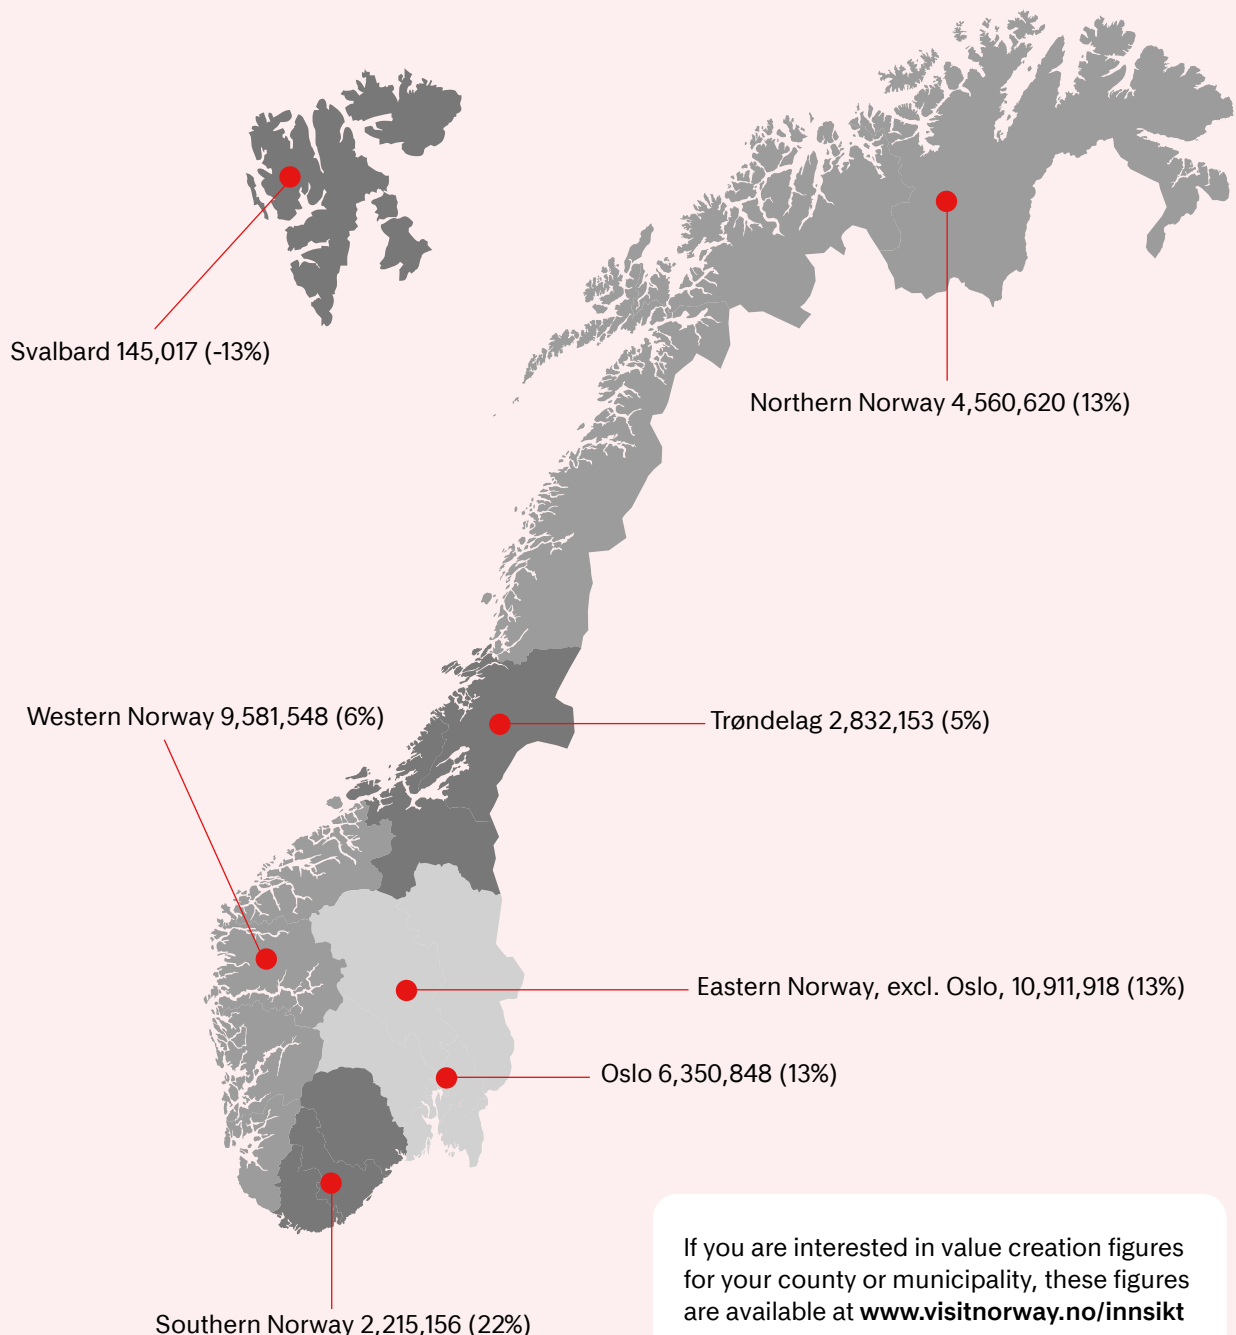 Svalbard 145,017 (-13%)
Northern Norway 4,560,620 (13%)
Western Norway 9,581,548 (6%)
Trøndelag 2,832,153 (5%)
Eastern Norway, excl. Oslo, 10,911,918 (13%)
Oslo 6,350,848 (13%)
Southern Norway 2,215,156 (22%)
If you are interested in value creation figures
for your county or municipality, these figures
are available at www.visitnorway.no/innsikt